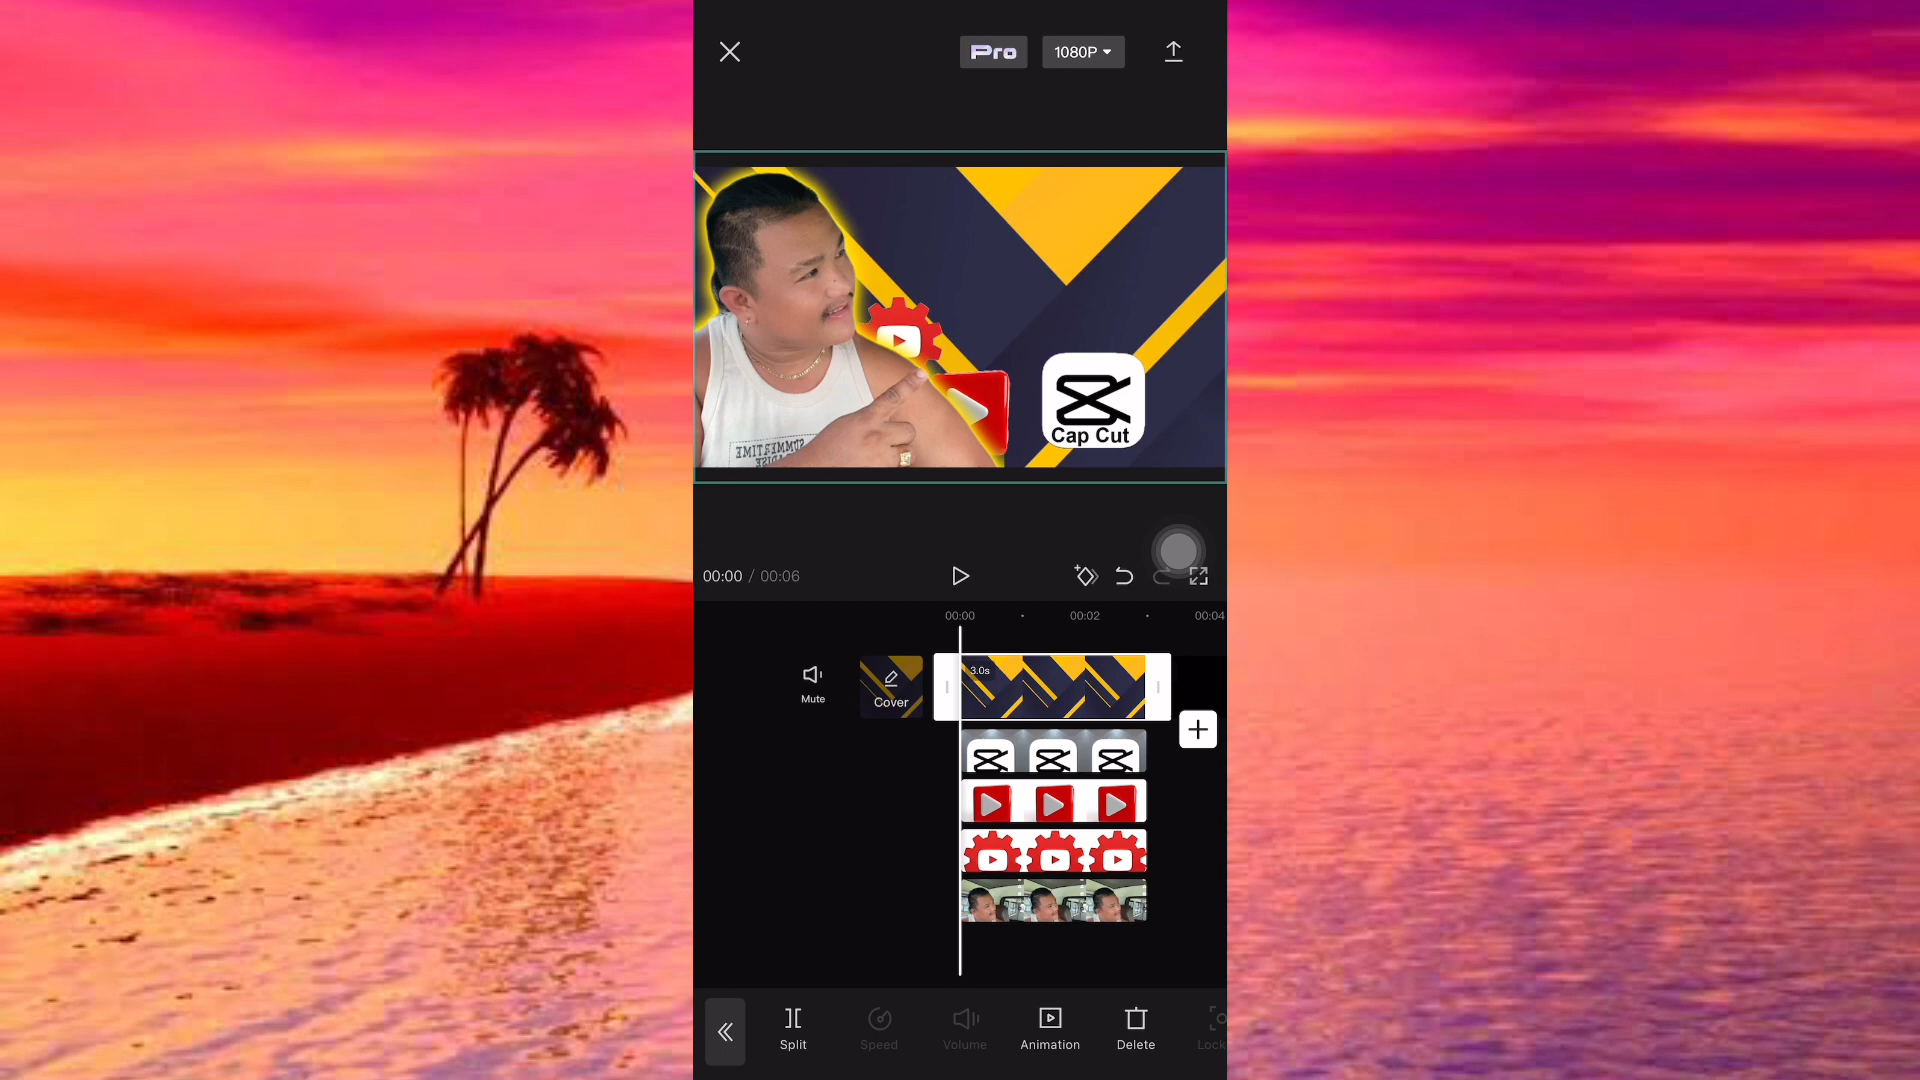 Pro
1080P
Cap Cut
SUMMERTIME
00:00 / 00:06
00:00
00:02
00:04
3.0s
Mute
Cover
Split
Speed
Volume
Animation
Delete
Lock